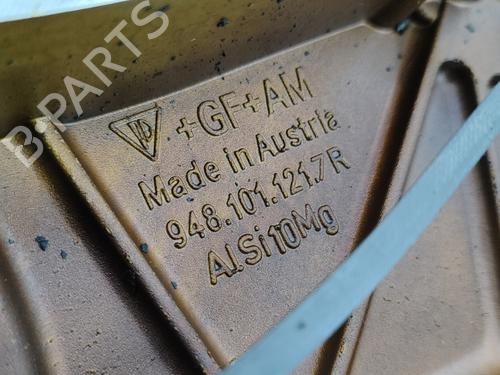 +GF+AM
Made in Austria
948.101.121.7R
AlSi10Mg
B-PARTS